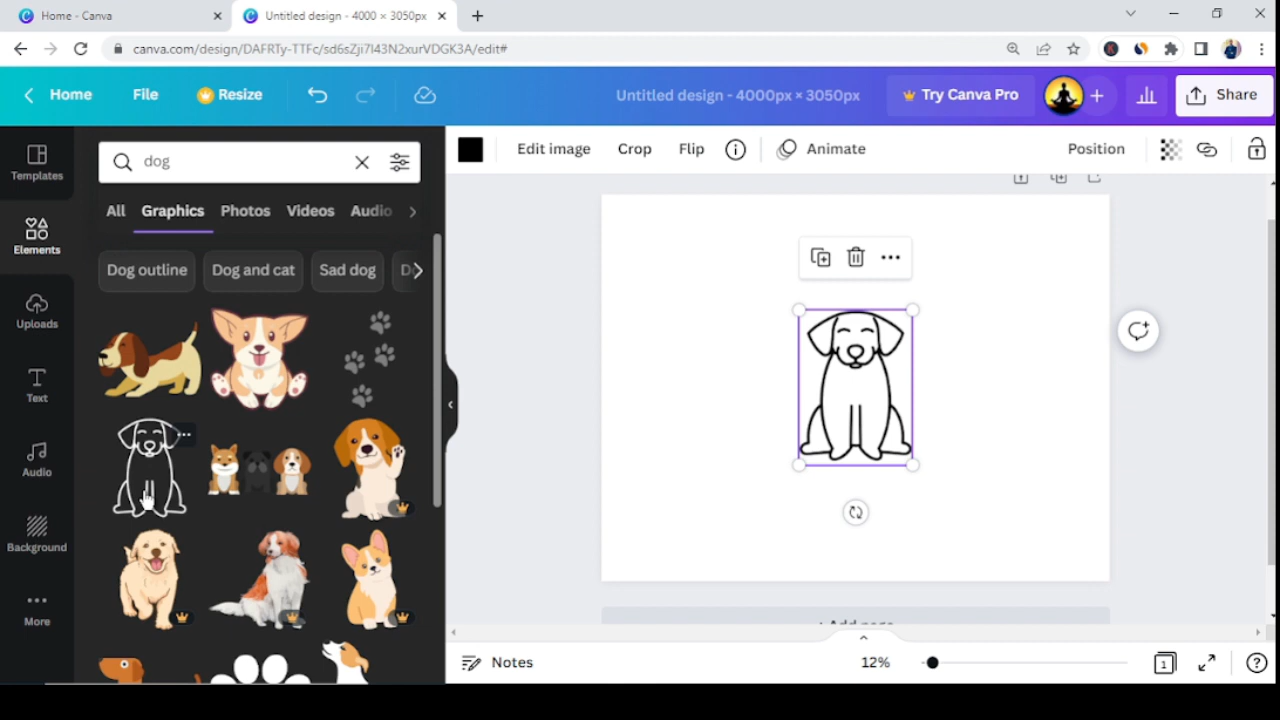 Home - Canva
Untitled design - 4000 × 3050px
canva.com/design/DAFRTy-TTFc/sd6sZji7I43N2xurVDGK3A/edit#
Home
File
Resize
Untitled design - 4000px × 3050px
Try Canva Pro
Share
Templates
Elements
Uploads
Text
Audio
Background
More
dog
All
Graphics
Photos
Videos
Audio
Dog outline
Dog and cat
Sad dog
D
Edit image
Crop
Flip
Animate
Position
+ Add page
Notes
12%
1